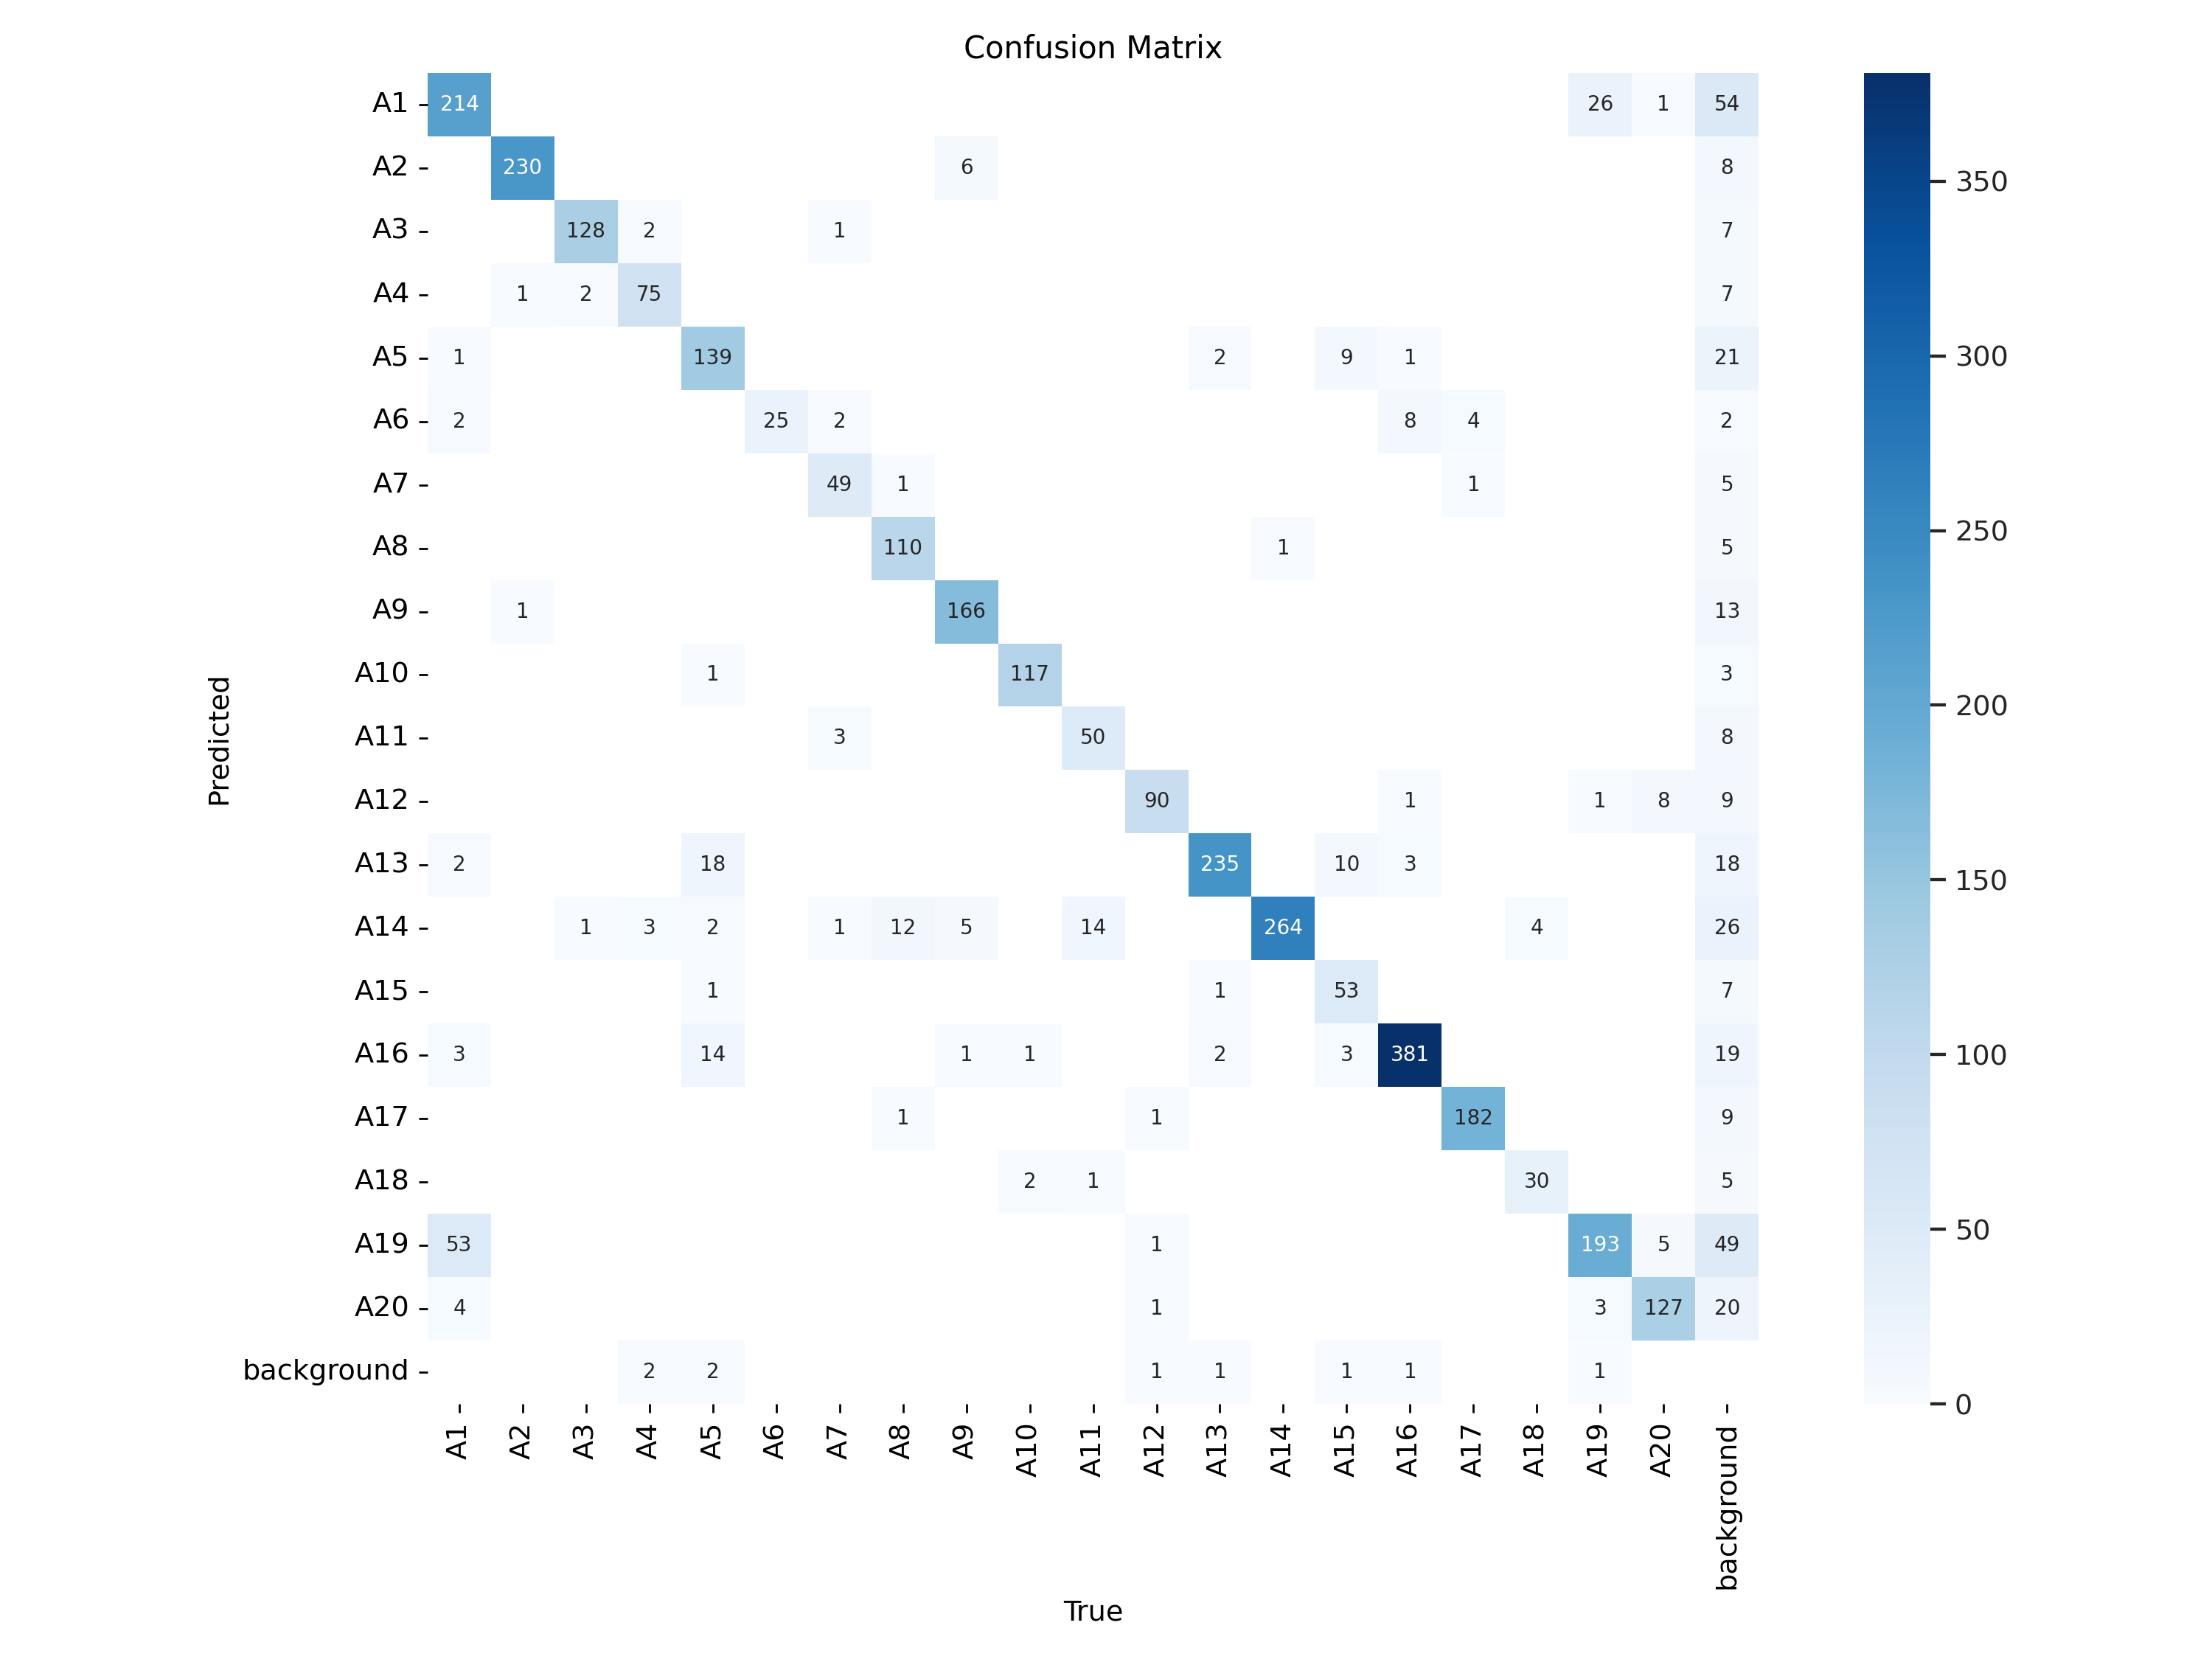 Confusion Matrix
A1 214 26 1 54
A2 230 6 8
350
A3 128 2 1 7
A4 1 2 75 7
A5 1 139 2 9 1 21
300
A6 2 25 2 8 4 2
A7 49 1 1 5
250
A8 110 1 5
A9 1 166 13
A10 1 117 3
200
Predicted
A11 3 50 8
A12 90 1 1 8 9
A13 2 18 235 10 3 18
150
A14 1 3 2 1 12 5 14 264 4 26
A15 1 1 53 7
A16 3 14 1 1 2 3 381 19
100
A17 1 1 182 9
A18 2 1 30 5
A19 53 1 193 5 49
50
A20 4 1 3 127 20
background 2 2 1 1 1 1 1
0
A1 A2 A3 A4 A5 A6 A7 A8 A9 A10 A11 A12 A13 A14 A15 A16 A17 A18 A19 A20 background
True